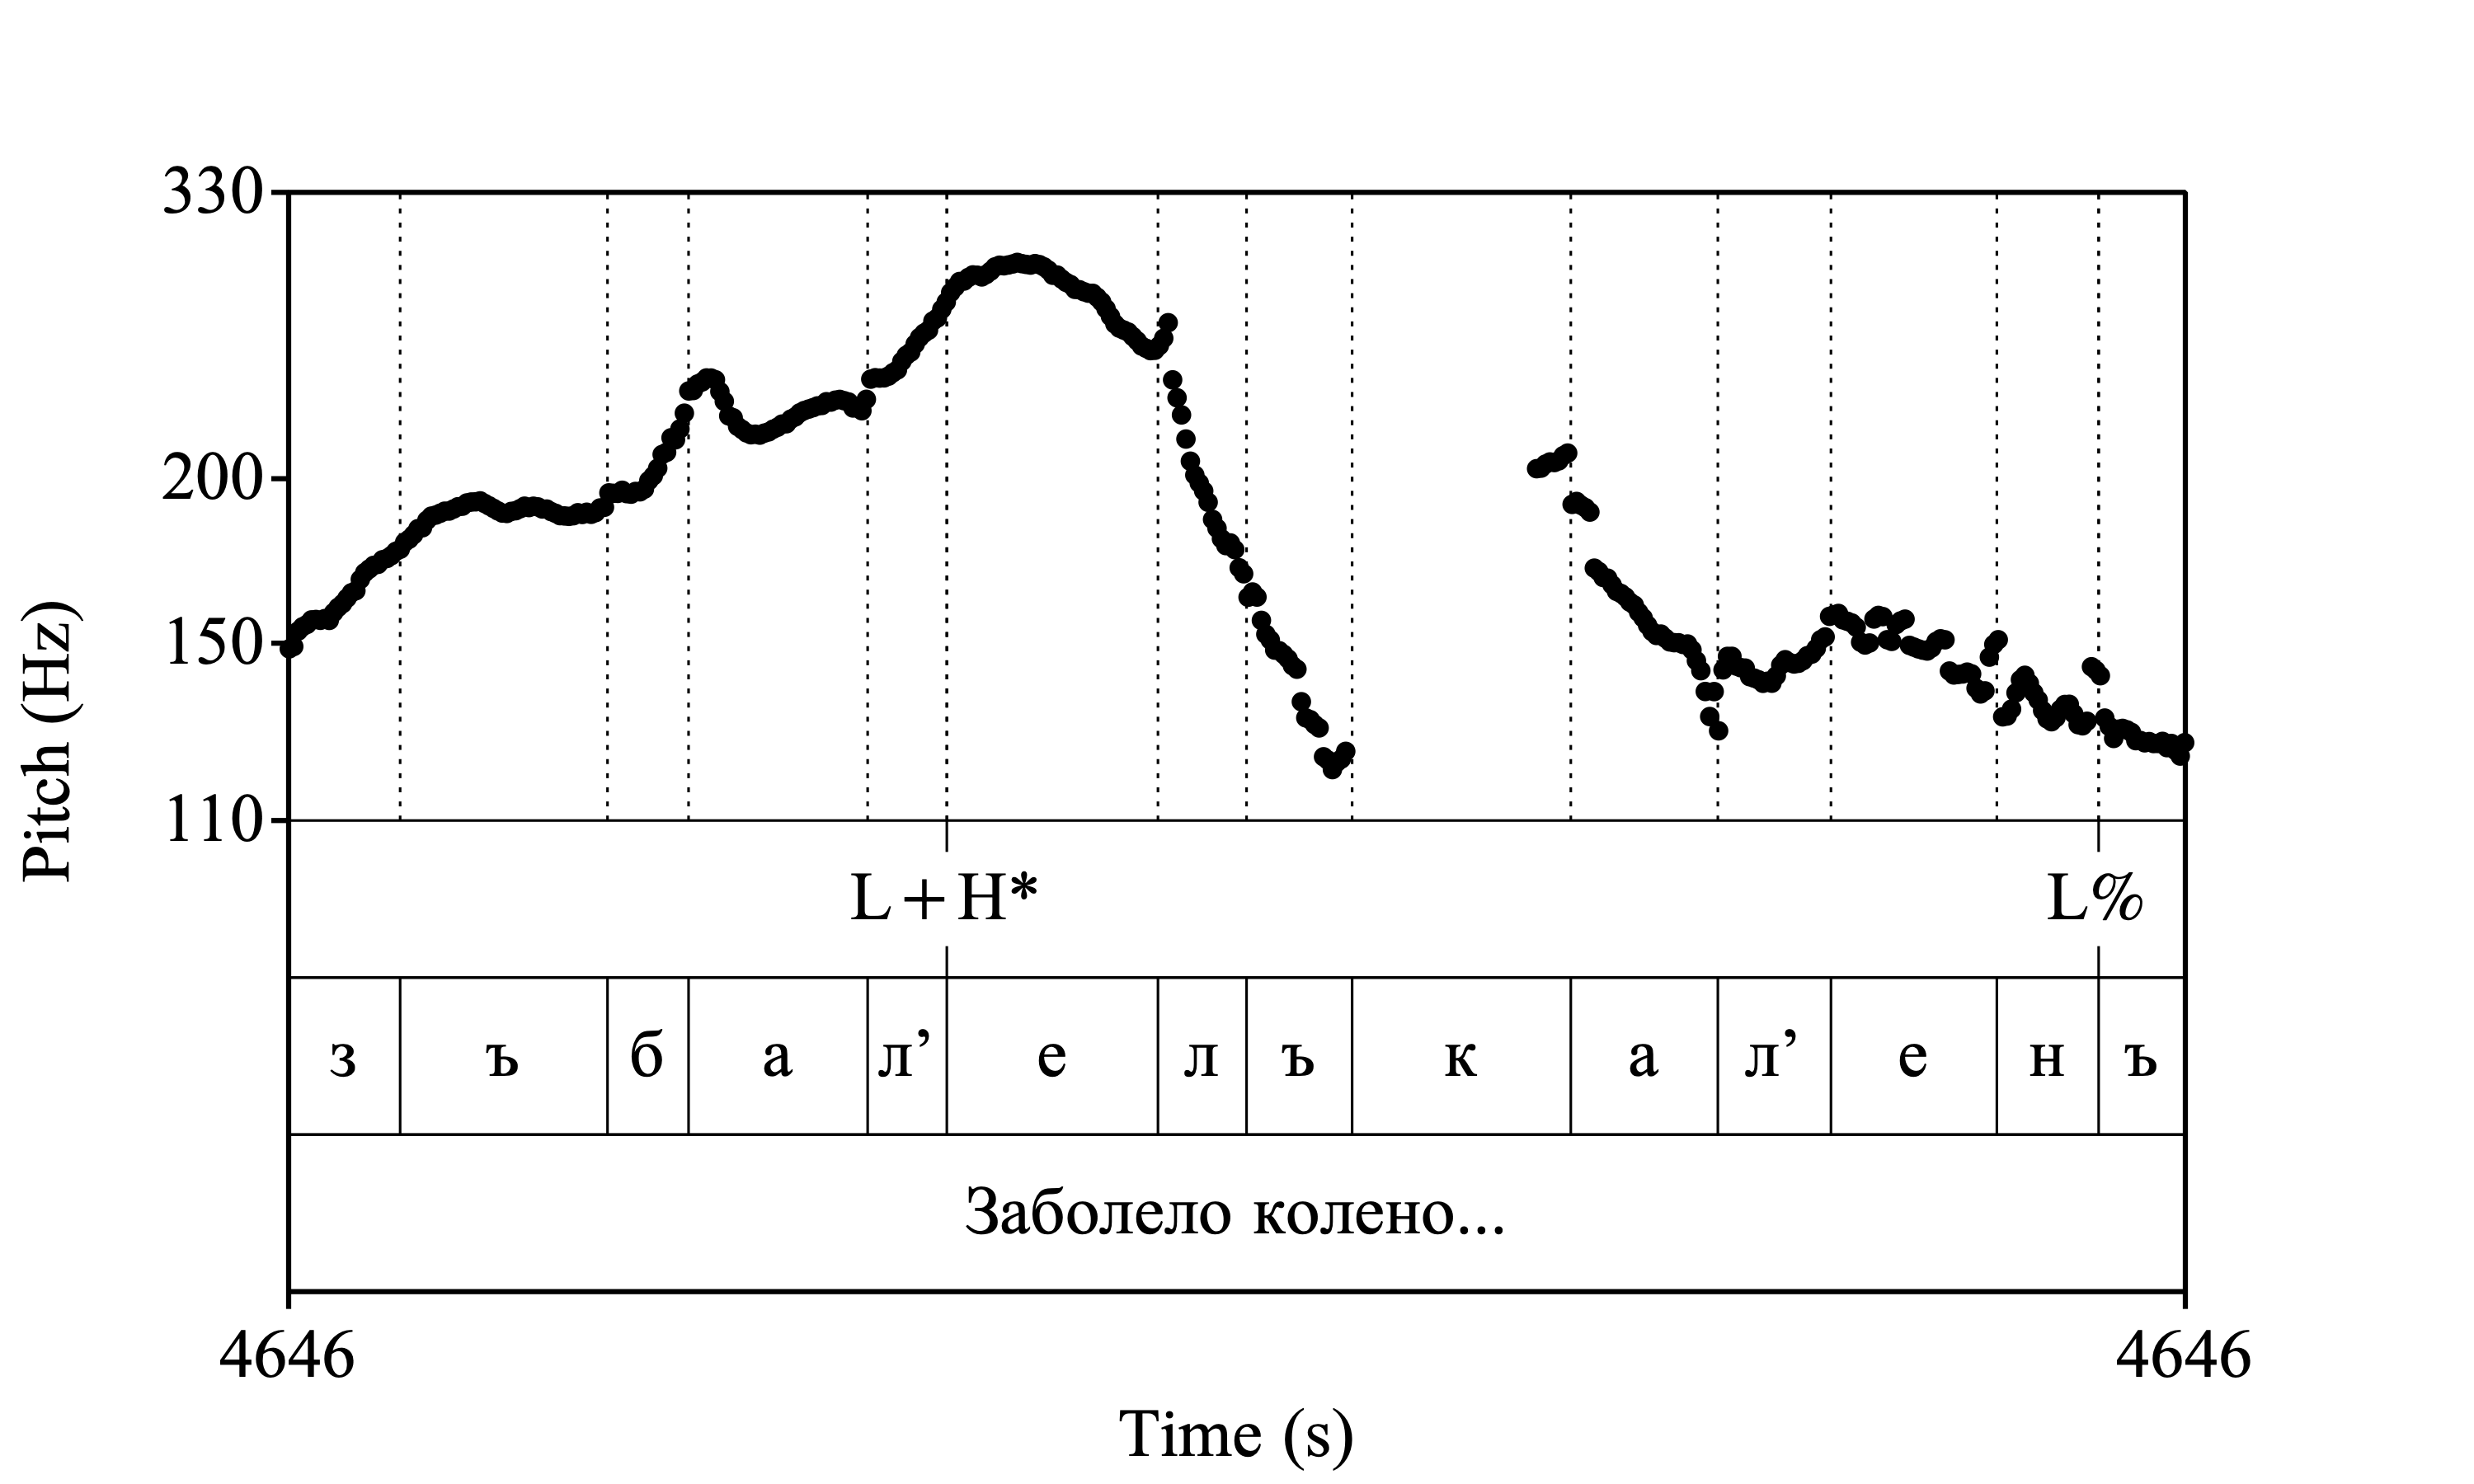 330
200
150
110
Pitch (Hz)
L+H* L%
з ъ б а л’ е л ъ к а л’ е н ъ
Заболело колено...
4646 4646
Time (s)